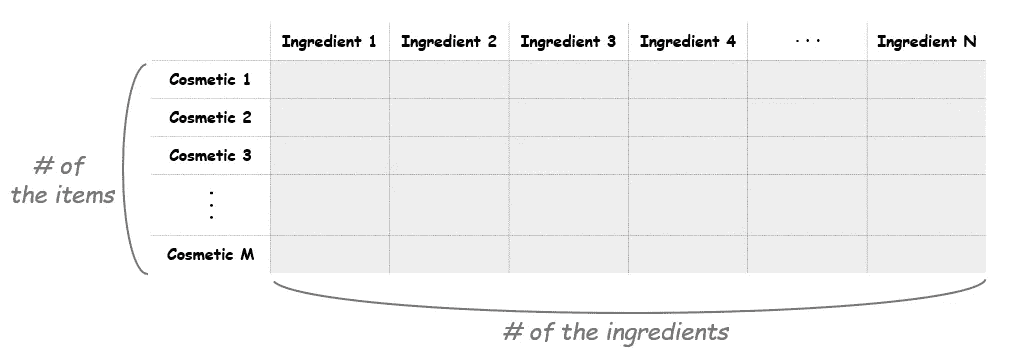 Ingredient 1 Ingredient 2 Ingredient 3 Ingredient 4 ... Ingredient N
Cosmetic 1
Cosmetic 2
Cosmetic 3
# of
the items
⋮
Cosmetic M
# of the ingredients